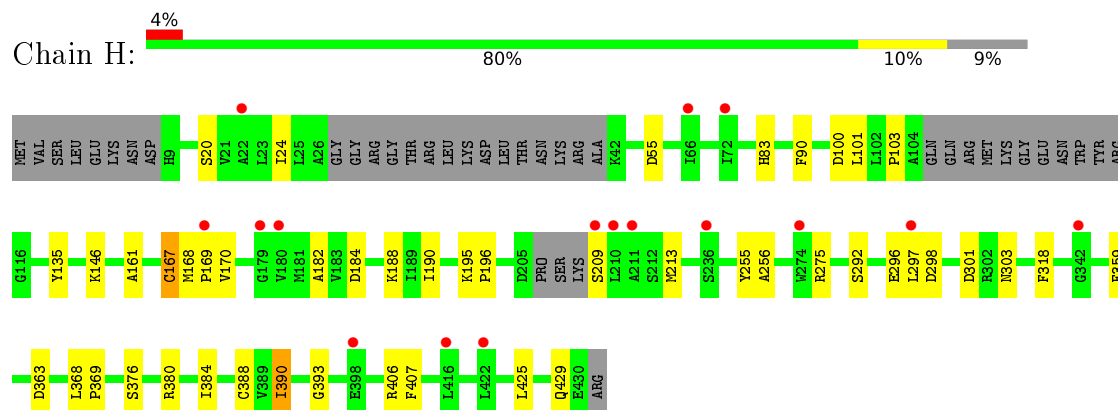 4%
Chain H:
80% 10% 9%
MET VAL SER LEU GLU LYS ASN ASP H9 S20 V21 A22 L23 I24 L25 A26 GLY GLY ARG GLY THR ARG LEU LYS ASP LEU THR ASN LYS ARG ALA K42 D55 I66 I72 H83 F90 D100 L101 L102 P103 A104 GLN GLN ARG MET LYS GLY GLU ASN TRP TYR ARG
G116 Y135 K146 A161 C167 M168 P169 V170 G179 V180 M181 A182 V183 D184 K188 I189 I190 K195 P196 D205 PRO SER LYS S209 L210 A211 S212 M213 S236 Y255 A256 W274 R275 S292 E296 L297 D298 D301 R302 N303 F318 G342
D363 L368 P369 S376 R380 I384 C388 V389 I390 G393 E398 R406 F407 L416 L422 L425 Q429 E430 ARG